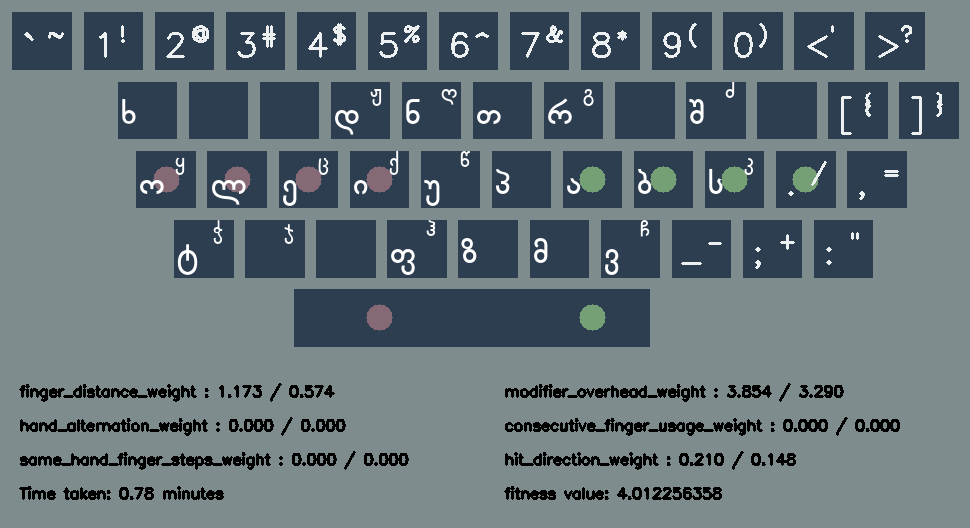 ` ~ 1 ! 2 @ 3 # 4 $ 5 % 6 ^ 7 & 8 * 9 ( 0 ) < ' > ?
ხ დ ჟ ნ ღ თ რ გ შ ძ [ { ] }
ო ყ ლ ე ც ი ქ უ წ პ ა ბ ს კ . / , =
ტ ჭ ჯ ფ ჰ ზ მ ვ ჩ _ - ; + : "
finger_distance_weight : 1.173 / 0.574 modifier_overhead_weight : 3.854 / 3.290
hand_alternation_weight : 0.000 / 0.000 consecutive_finger_usage_weight : 0.000 / 0.000
same_hand_finger_steps_weight : 0.000 / 0.000 hit_direction_weight : 0.210 / 0.148
Time taken: 0.78 minutes fitness value: 4.012256358